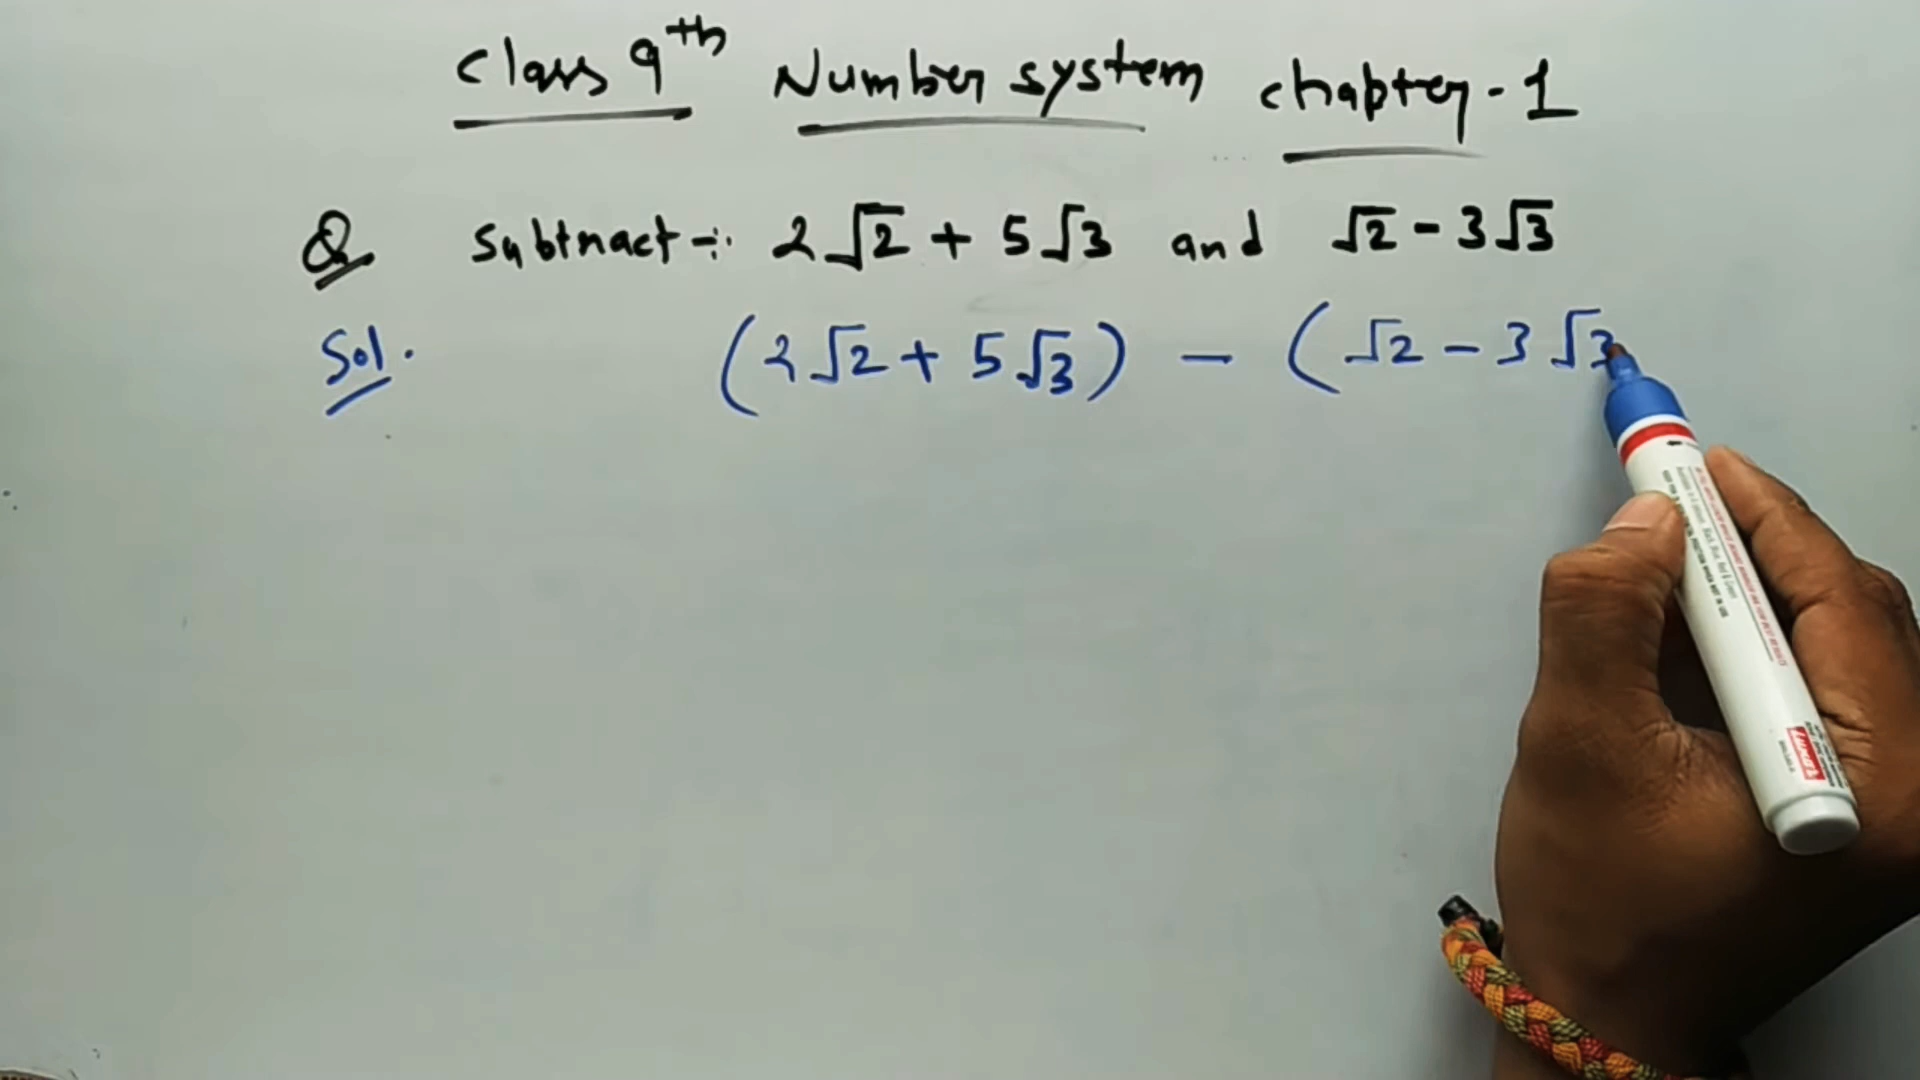 Class 9th Number system chapter-1
Q Subtract -: 2√2 + 5√3 and √2 - 3√3
Sol. (2√2 + 5√3) - (√2 - 3√3